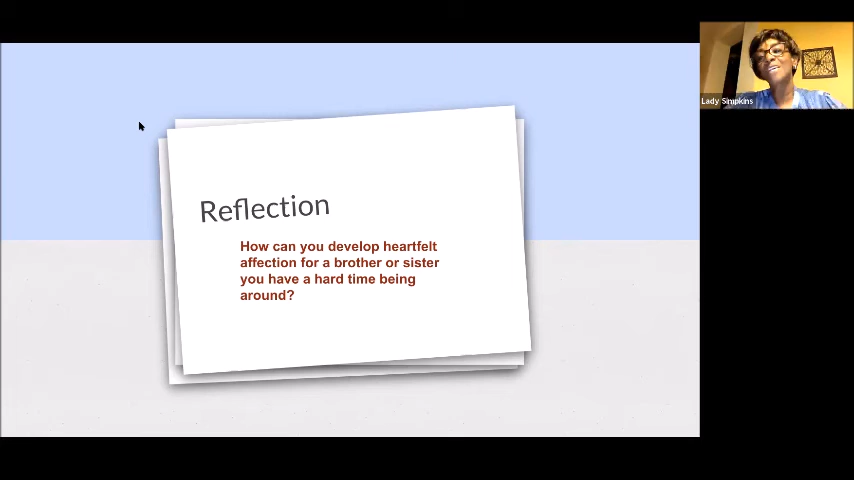 Lady Simpkins
Reflection
How can you develop heartfelt
affection for a brother or sister
you have a hard time being
around?